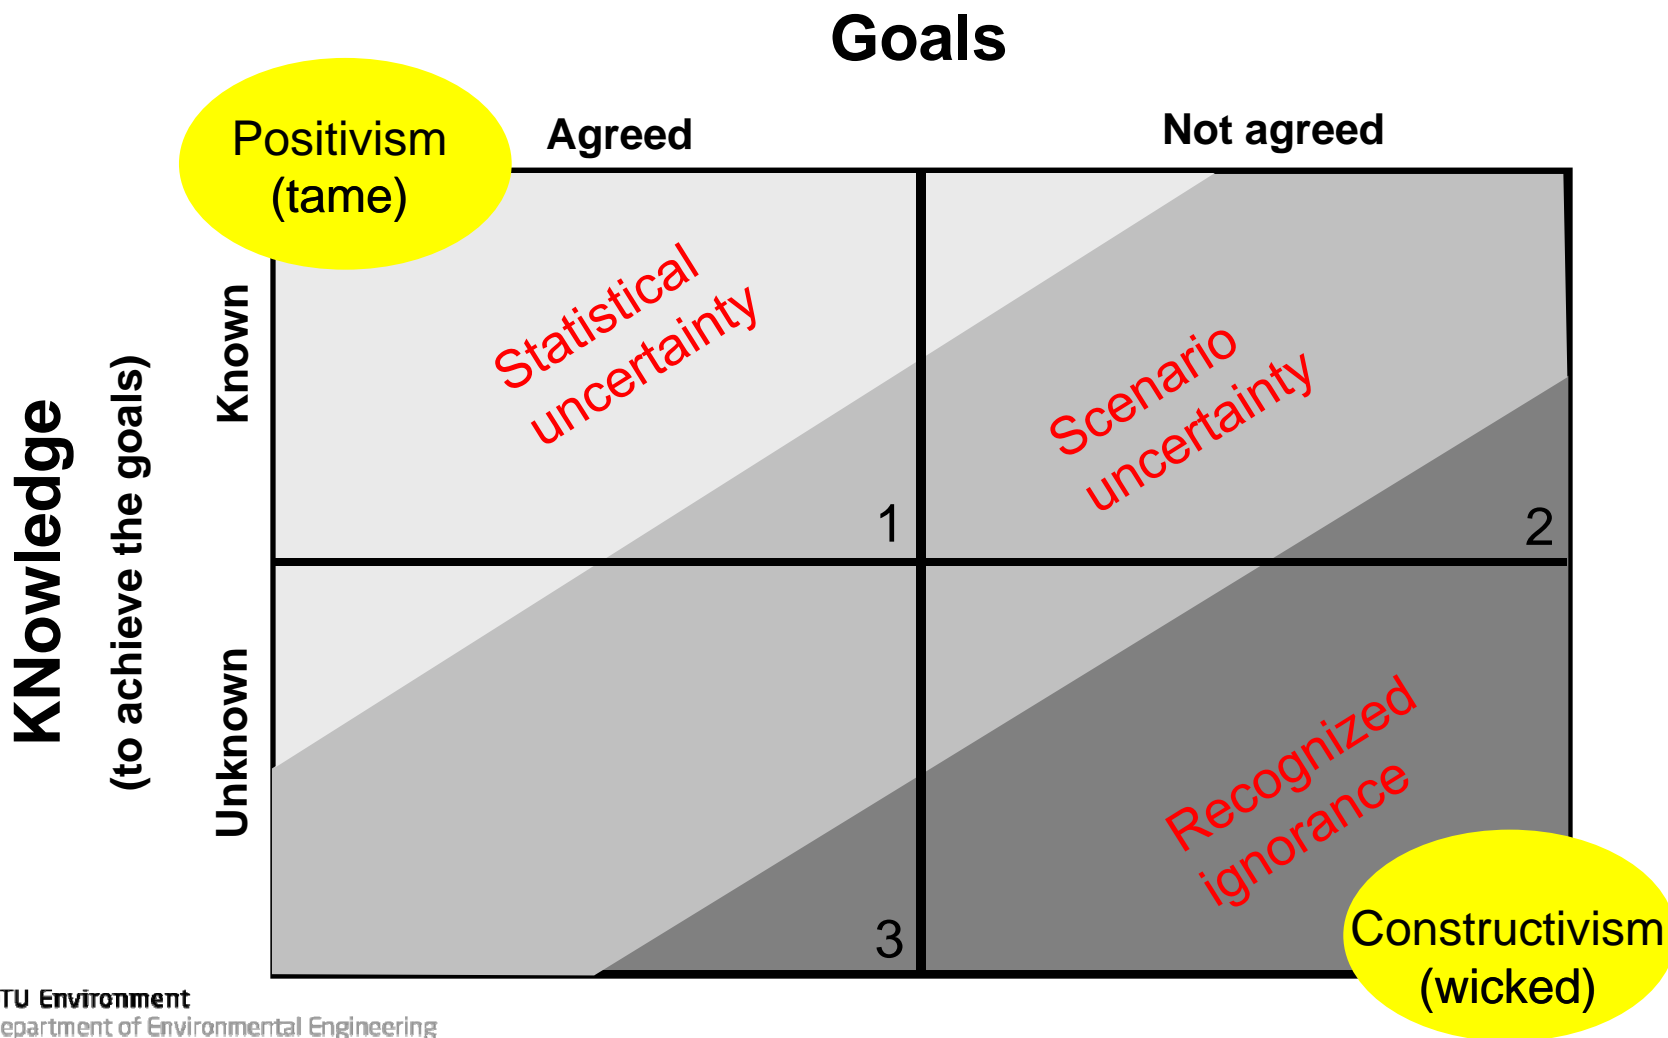 Goals
Positivism
(tame)
Agreed
Not agreed
KNowledge
(to achieve the goals)
Known
Unknown
Statistical
uncertainty
Scenario
uncertainty
1
2
Recognized
ignorance
3
Constructivism
(wicked)
TU Environment
epartment of Environmental Engineering